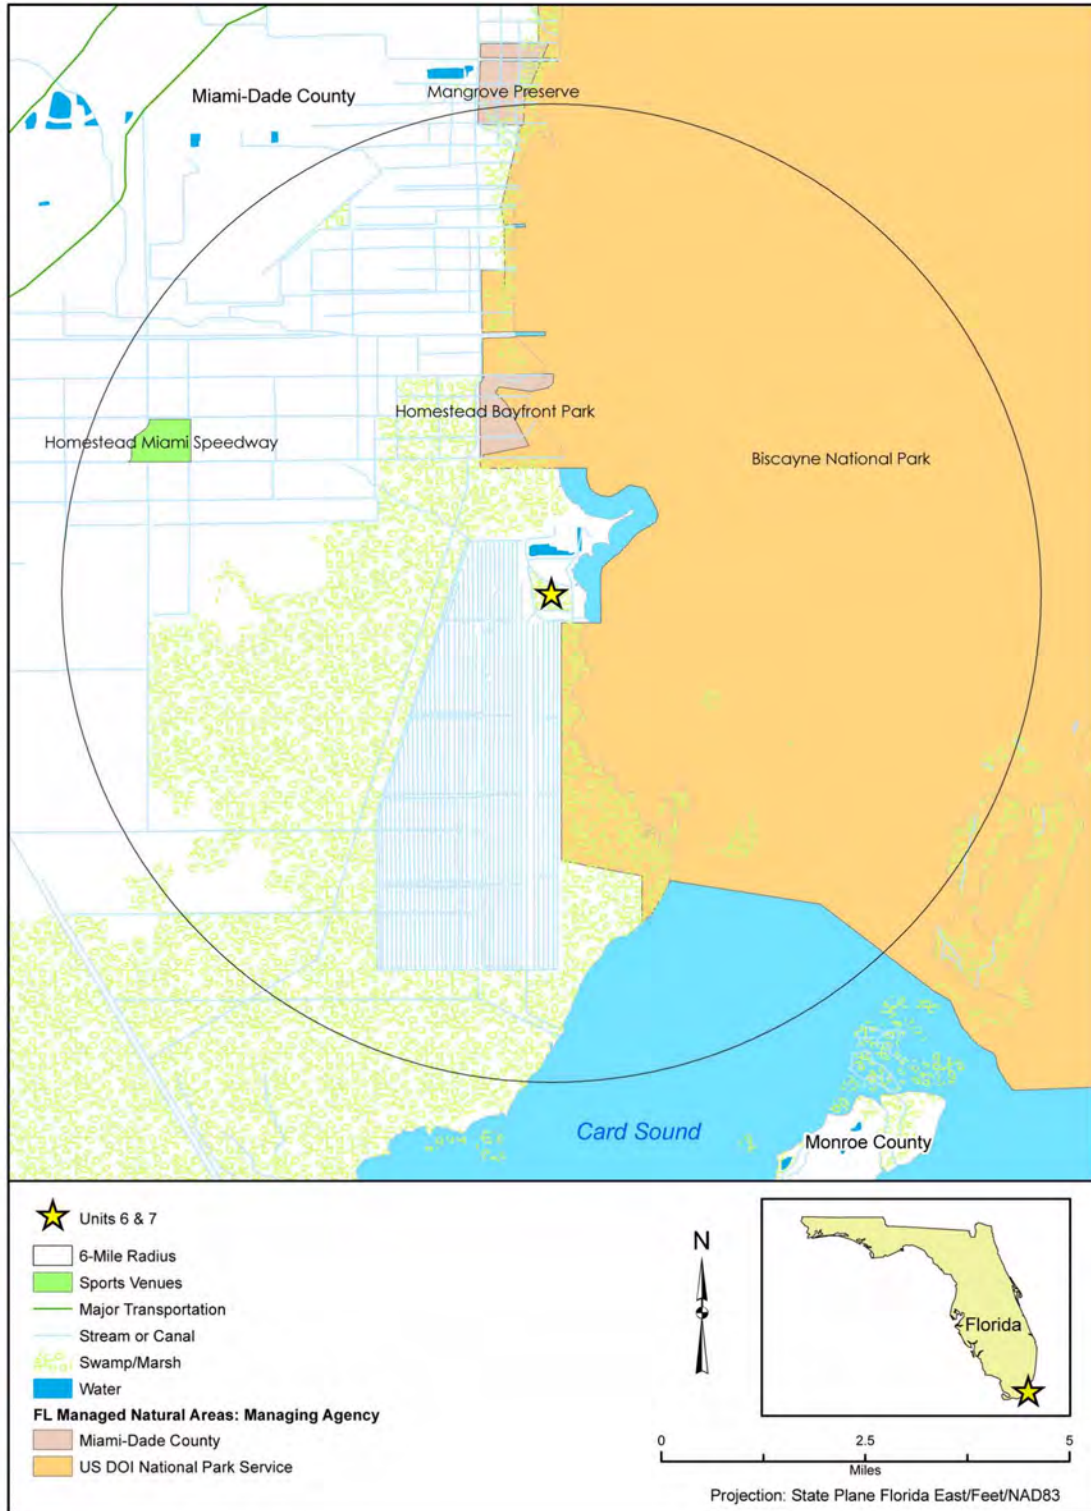 Miami-Dade County
Mangrove Preserve
Homestead Bayfront Park
Homestead Miami Speedway
Biscayne National Park
Card Sound
Monroe County
Units 6 & 7
6-Mile Radius
Sports Venues
Major Transportation
Stream or Canal
Swamp/Marsh
Water
FL Managed Natural Areas: Managing Agency
Miami-Dade County
US DOI National Park Service
N
Florida
0 2.5 5
Miles
Projection: State Plane Florida East/Feet/NAD83